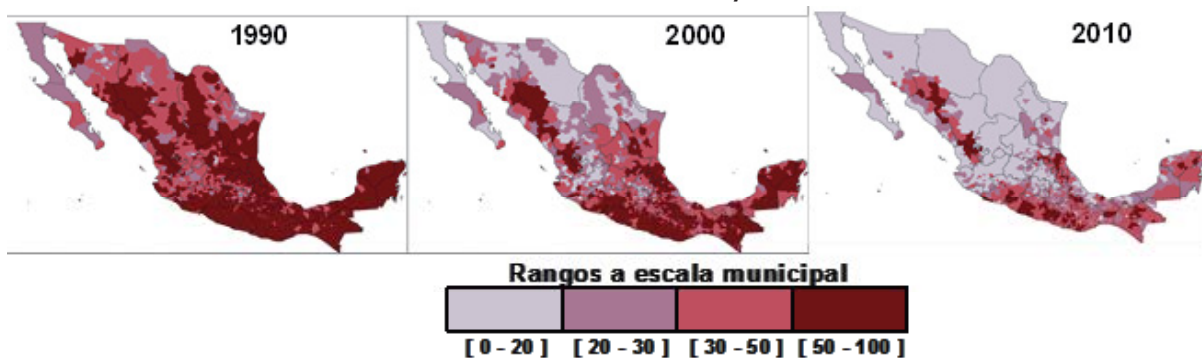 1990 2000 2010
Rangos a escala municipal
[ 0 - 20 ] [ 20 - 30 ] [ 30 - 50 ] [ 50 - 100 ]